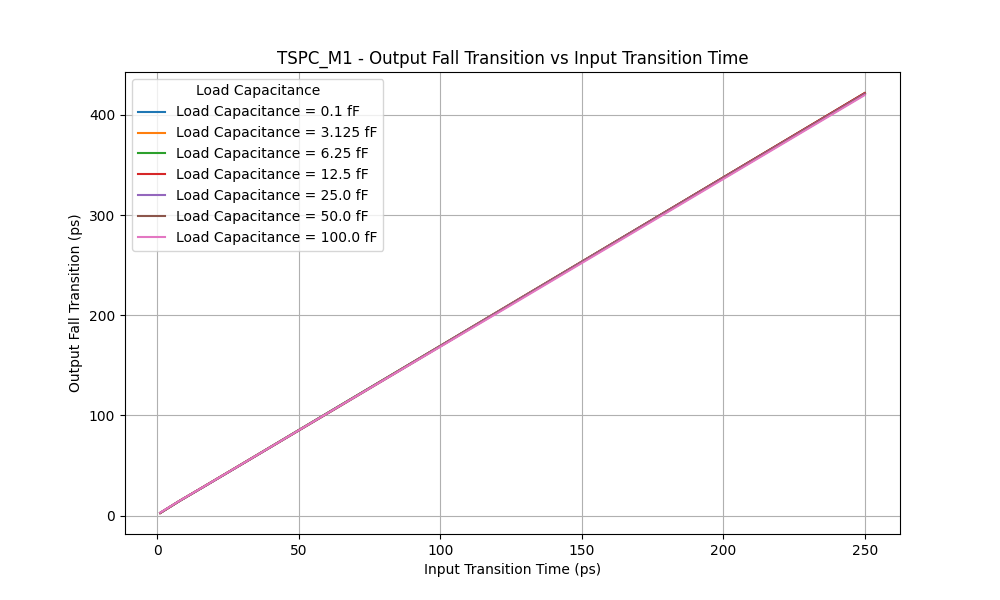 TSPC_M1 - Output Fall Transition vs Input Transition Time
Load Capacitance
Load Capacitance = 0.1 fF
Load Capacitance = 3.125 fF
Load Capacitance = 6.25 fF
Load Capacitance = 12.5 fF
Load Capacitance = 25.0 fF
Load Capacitance = 50.0 fF
Load Capacitance = 100.0 fF
Output Fall Transition (ps)
400
300
200
100
0
0 50 100 150 200 250
Input Transition Time (ps)